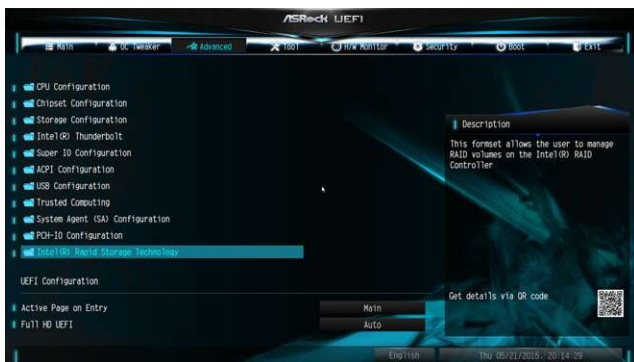 ASRock UEFI
Main OC Tweaker Advanced Tool H/W Monitor Security Boot Exit
CPU Configuration
Chipset Configuration
Storage Configuration
Intel(R) Thunderbolt
Super IO Configuration
ACPI Configuration
USB Configuration
Trusted Computing
System Agent (SA) Configuration
PCH-IO Configuration
Intel(R) Rapid Storage Technology
UEFI Configuration
Active Page on Entry Main
Full HD UEFI Auto
Description
This formset allows the user to manage
RAID volumes on the Intel(R) RAID
Controller
Get details via QR code
English Thu 05/21/2015. 20:14:29